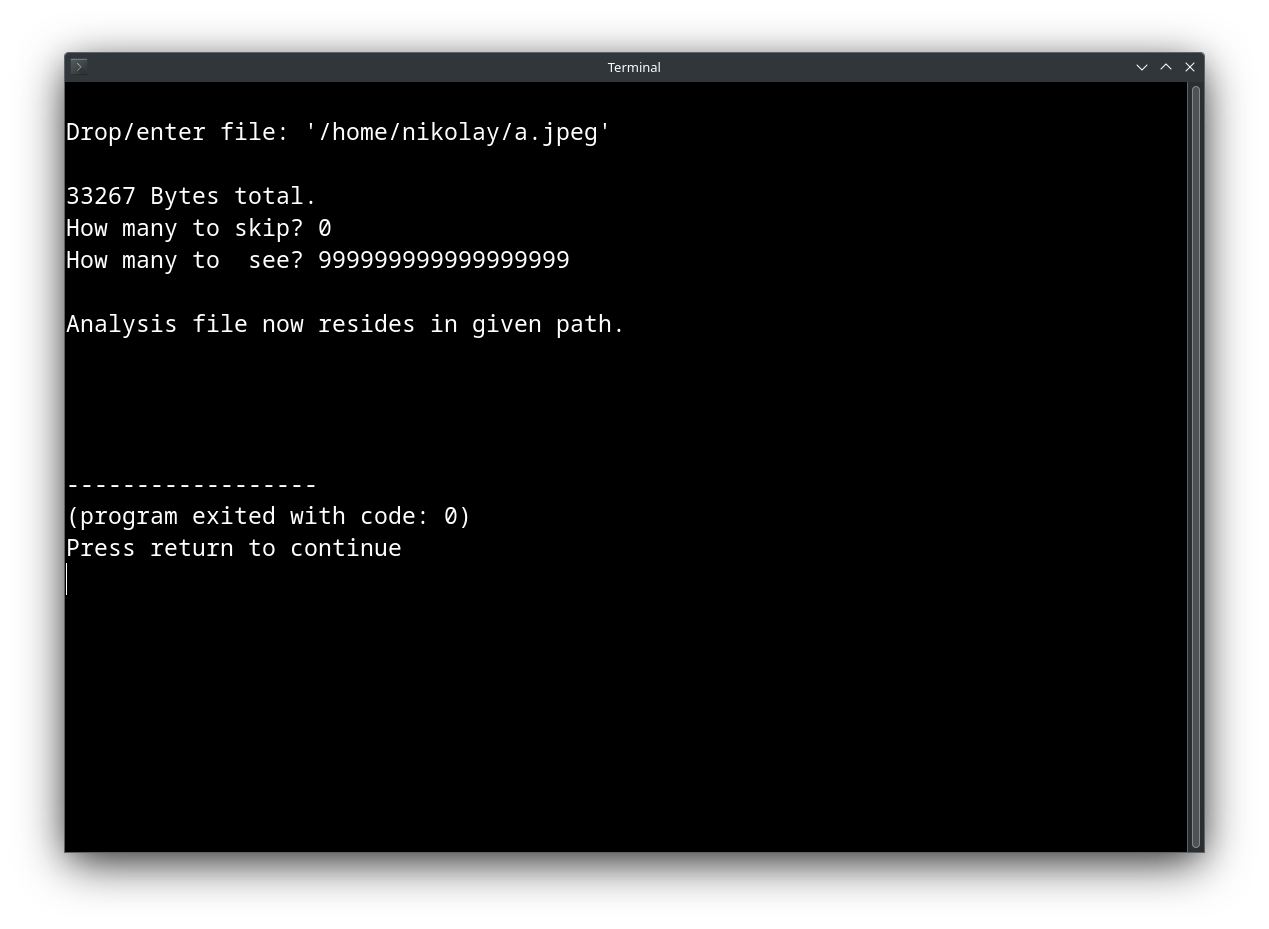 Terminal
Drop/enter file: '/home/nikolay/a.jpeg'
33267 Bytes total.
How many to skip? 0
How many to  see? 999999999999999999
Analysis file now resides in given path.
------------------
(program exited with code: 0)
Press return to continue